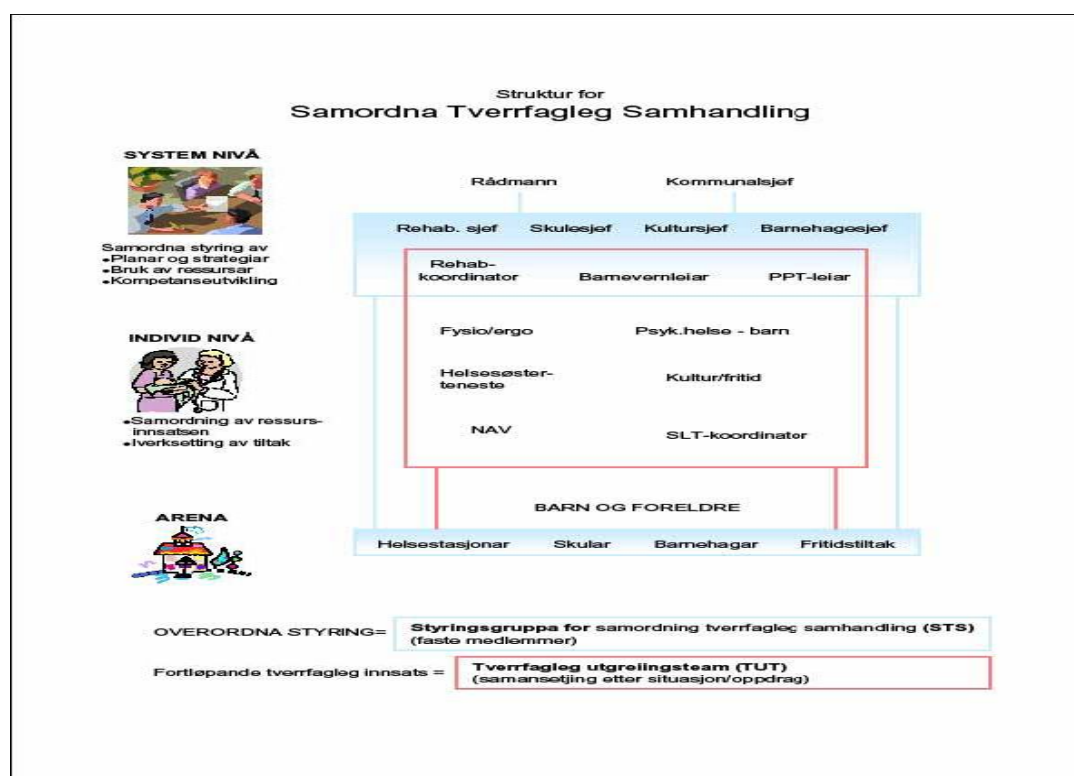 Struktur for
Samordna Tverrfagleg Samhandling
SYSTEM NIVÅ
Samordna styring av
•Planar og strategiar
•Bruk av ressursar
•Kompetanseutvikling
Rådmann Kommunalsjef
Rehab. sjef Skulesjef Kultursjef Barnehagesjef
Rehab-
koordinator Barnevernleiar PPT-leiar
INDIVID NIVÅ
•Samordning av ressurs-
innsatsen
•Iverksetting av tiltak
Fysio/ergo Psyk.helse - barn
Helsesøster-
teneste Kultur/fritid
NAV SLT-koordinator
ARENA
BARN OG FORELDRE
Helsestasjonar Skular Barnehagar Fritidstiltak
OVERORDNA STYRING= Styringsgruppa for samordning tverrfagleg samhandling (STS)
(faste medlemmer)
Fortløpande tverrfagleg innsats = Tverrfagleg utgreiingsteam (TUT)
(samansetjing etter situasjon/oppdrag)